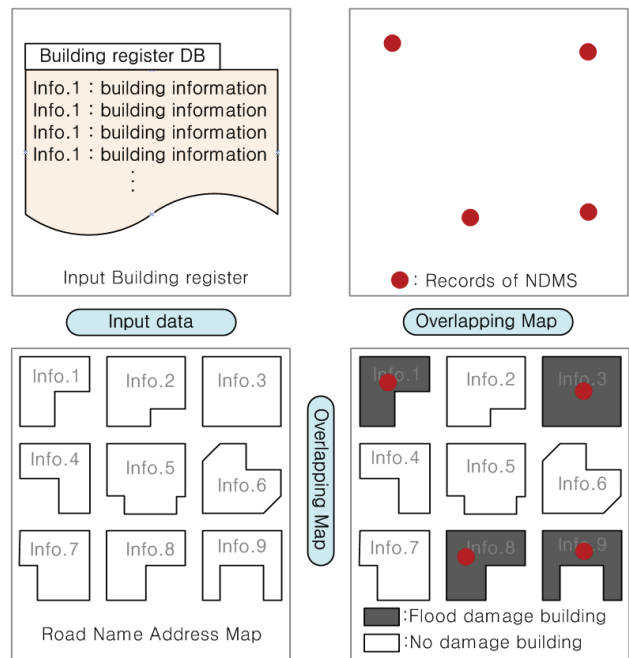 Building register DB
Info.1 : building information
Info.1 : building information
Info.1 : building information
Info.1 : building information
⋮
Input Building register
: Records of NDMS
Input data
Overlapping Map
Info.1
Info.2
Info.3
Info.4
Info.5
Info.6
Info.7
Info.8
Info.9
Road Name Address Map
Overlapping Map
Info.1
Info.2
Info.3
Info.4
Info.5
Info.6
Info.7
Info.8
Info.9
:Flood damage building
:No damage building